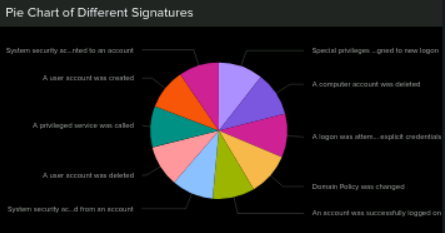 Pie Chart of Different Signatures
System security ac...nted to an account
Special privileges ...gned to new logon
A user account was created
A computer account was deleted
A privileged service was called
A logon was attem... explicit credentials
A user account was deleted
Domain Policy was changed
System security ac..d from an account
An account was successfully logged on